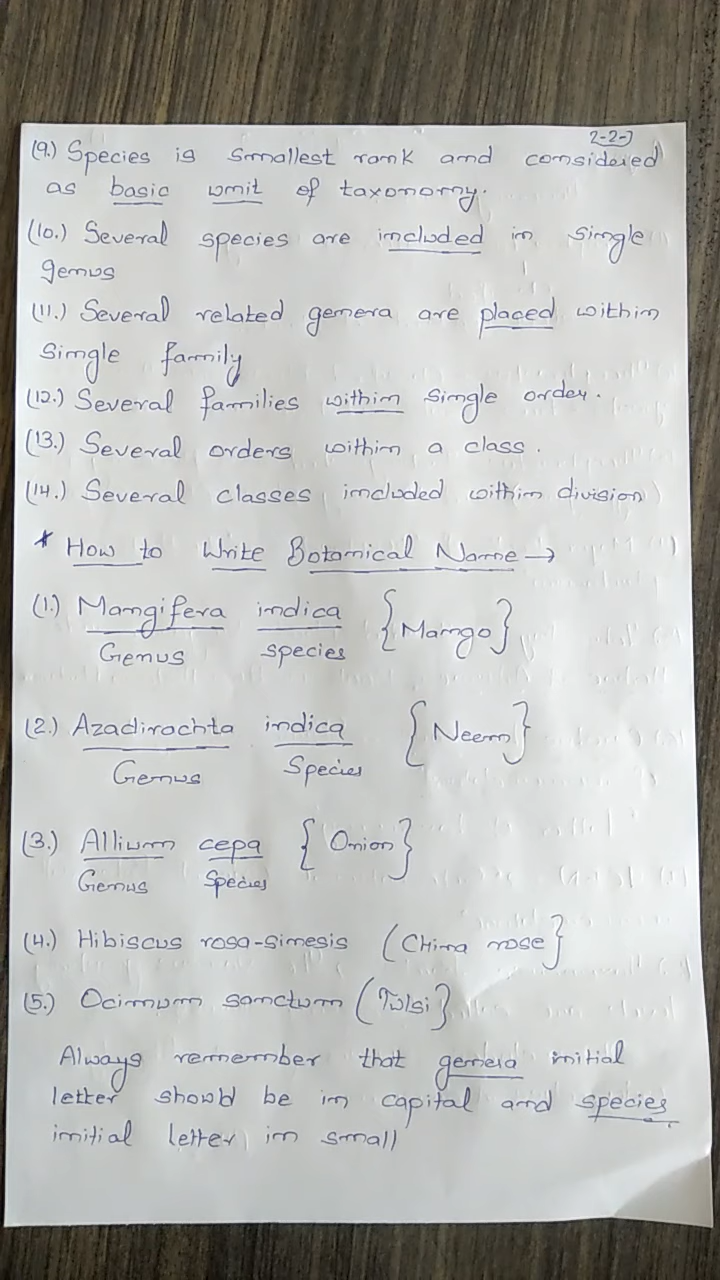 2-2-
(9.) Species is smallest rank and considered
as basic unit of taxonomy.
(10.) Several species are included in single
genus
(11.) Several related genera are placed within
single family
(12.) Several families within single order.
(13.) Several orders within a class.
(14.) Several classes included within division
* How to Write Botanical Name →
(1.) Mangifera indica {Mango}
Genus species
(2.) Azadirachta indica {Neem}
Genus Species
(3.) Allium cepa {Onion}
Genus Species
(4.) Hibiscus rosa-sinesis (China rose}
(5.) Ocimum sanctum (Tulsi}
Always remember that genera initial
letter should be in capital and species
initial letter in small